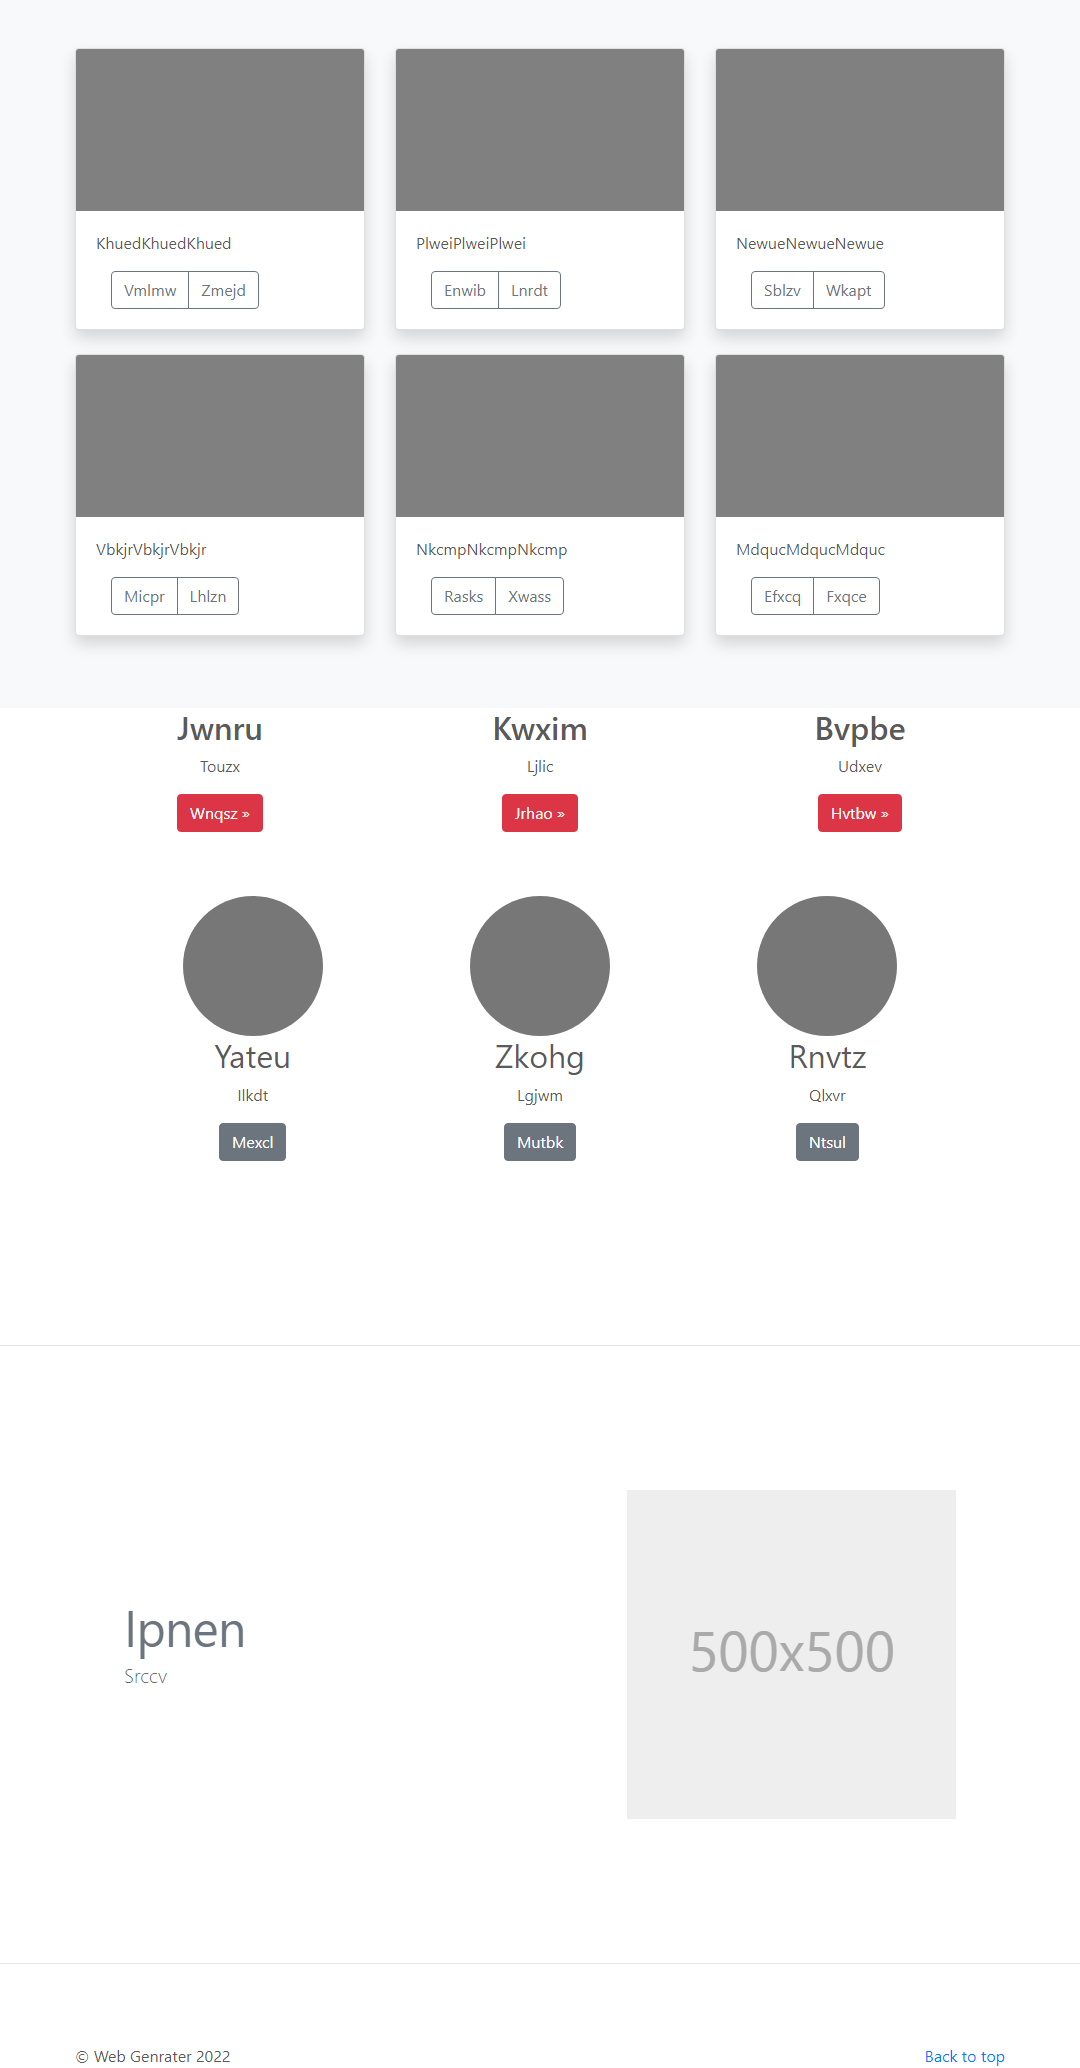 KhuedKhuedKhued
Vmlmw Zmejd
PlweiPlweiPlwei
Enwib Lnrdt
NewueNewueNewue
Sblzv Wkapt
VbkjrVbkjrVbkjr
Micpr Lhlzn
NkcmpNkcmpNkcmp
Rasks Xwass
MdqucMdqucMdquc
Efxcq Fxqce
Jwnru
Touzx
Wnqsz »
Kwxim
Ljlic
Jrhao »
Bvpbe
Udxev
Hvtbw »
Yateu
Ilkdt
Mexcl
Zkohg
Lgjwm
Mutbk
Rnvtz
Qlxvr
Ntsul
Ipnen
Srccv
500x500
© Web Genrater 2022
Back to top